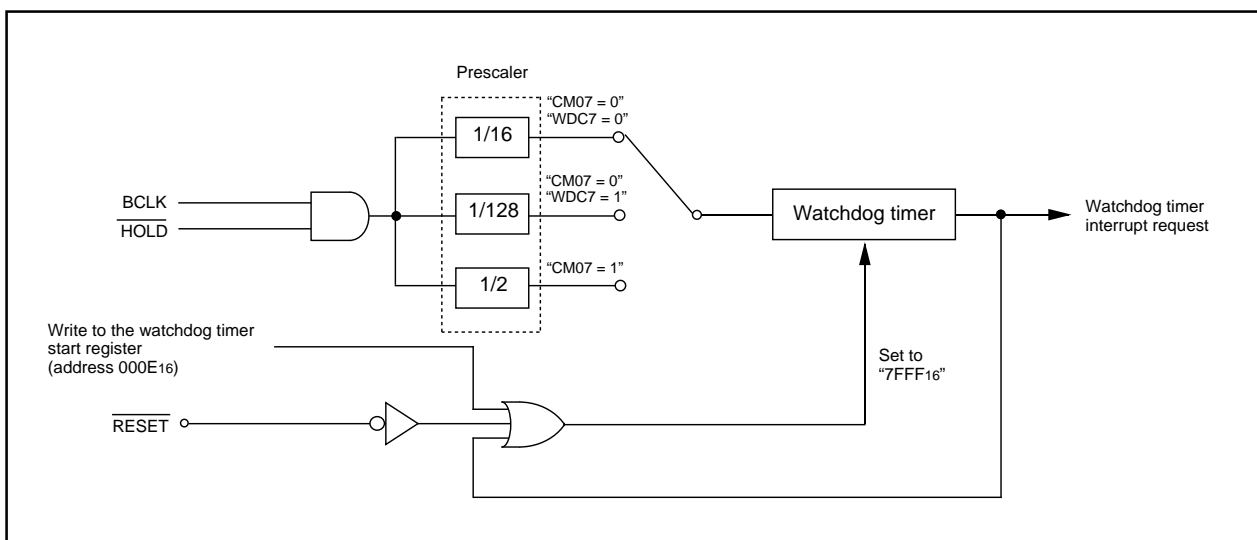 Prescaler
“CM07 = 0”
“WDC7 = 0”
1/16
“CM07 = 0”
“WDC7 = 1”
BCLK
HOLD
1/128
Watchdog timer
Watchdog timer
interrupt request
“CM07 = 1”
1/2
Write to the watchdog timer
start register
(address 000E16)
Set to
“7FFF16”
RESET